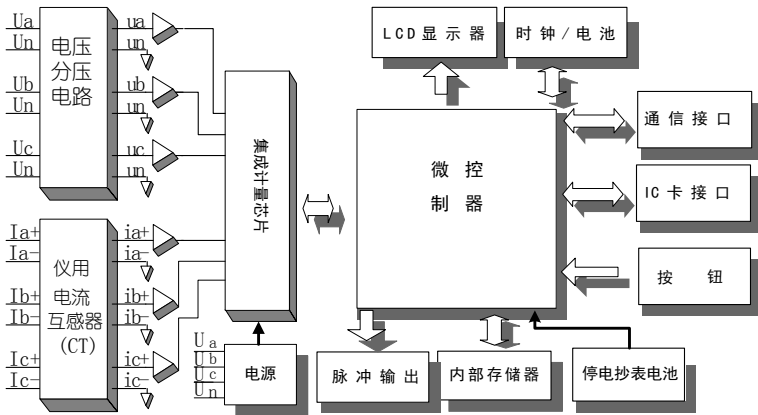 Ua
Un
Ub
Un
Uc
Un
电压
分压
电路
ua
un
ub
un
uc
un
Ia+
Ia-
Ib+
Ib-
Ic+
Ic-
仪用
电流
互感器
(CT)
ia+
ia-
ib+
ib-
ic+
ic-
集成计量芯片
Ua
Ub
Uc
Un
电源
LCD显示器
时钟/电池
微控
制器
通信接口
IC卡接口
按钮
脉冲输出
内部存储器
停电抄表电池